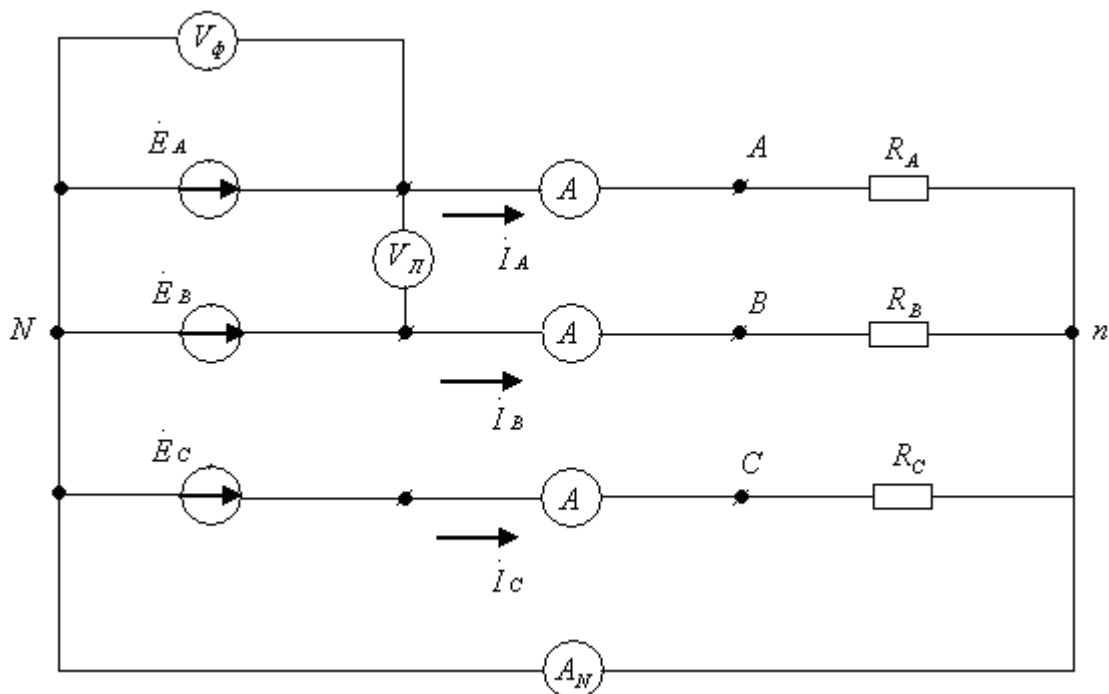 V_ф
Ė_A
A
A
R_A
V_Л
İ_A
Ė_B
N
A
B
R_B
n
İ_B
Ė_C
A
C
R_C
İ_C
A_N